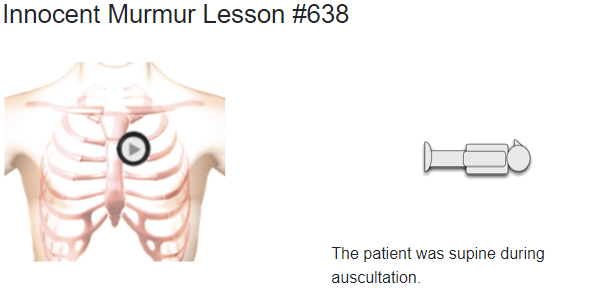 Innocent Murmur Lesson #638
The patient was supine during
auscultation.